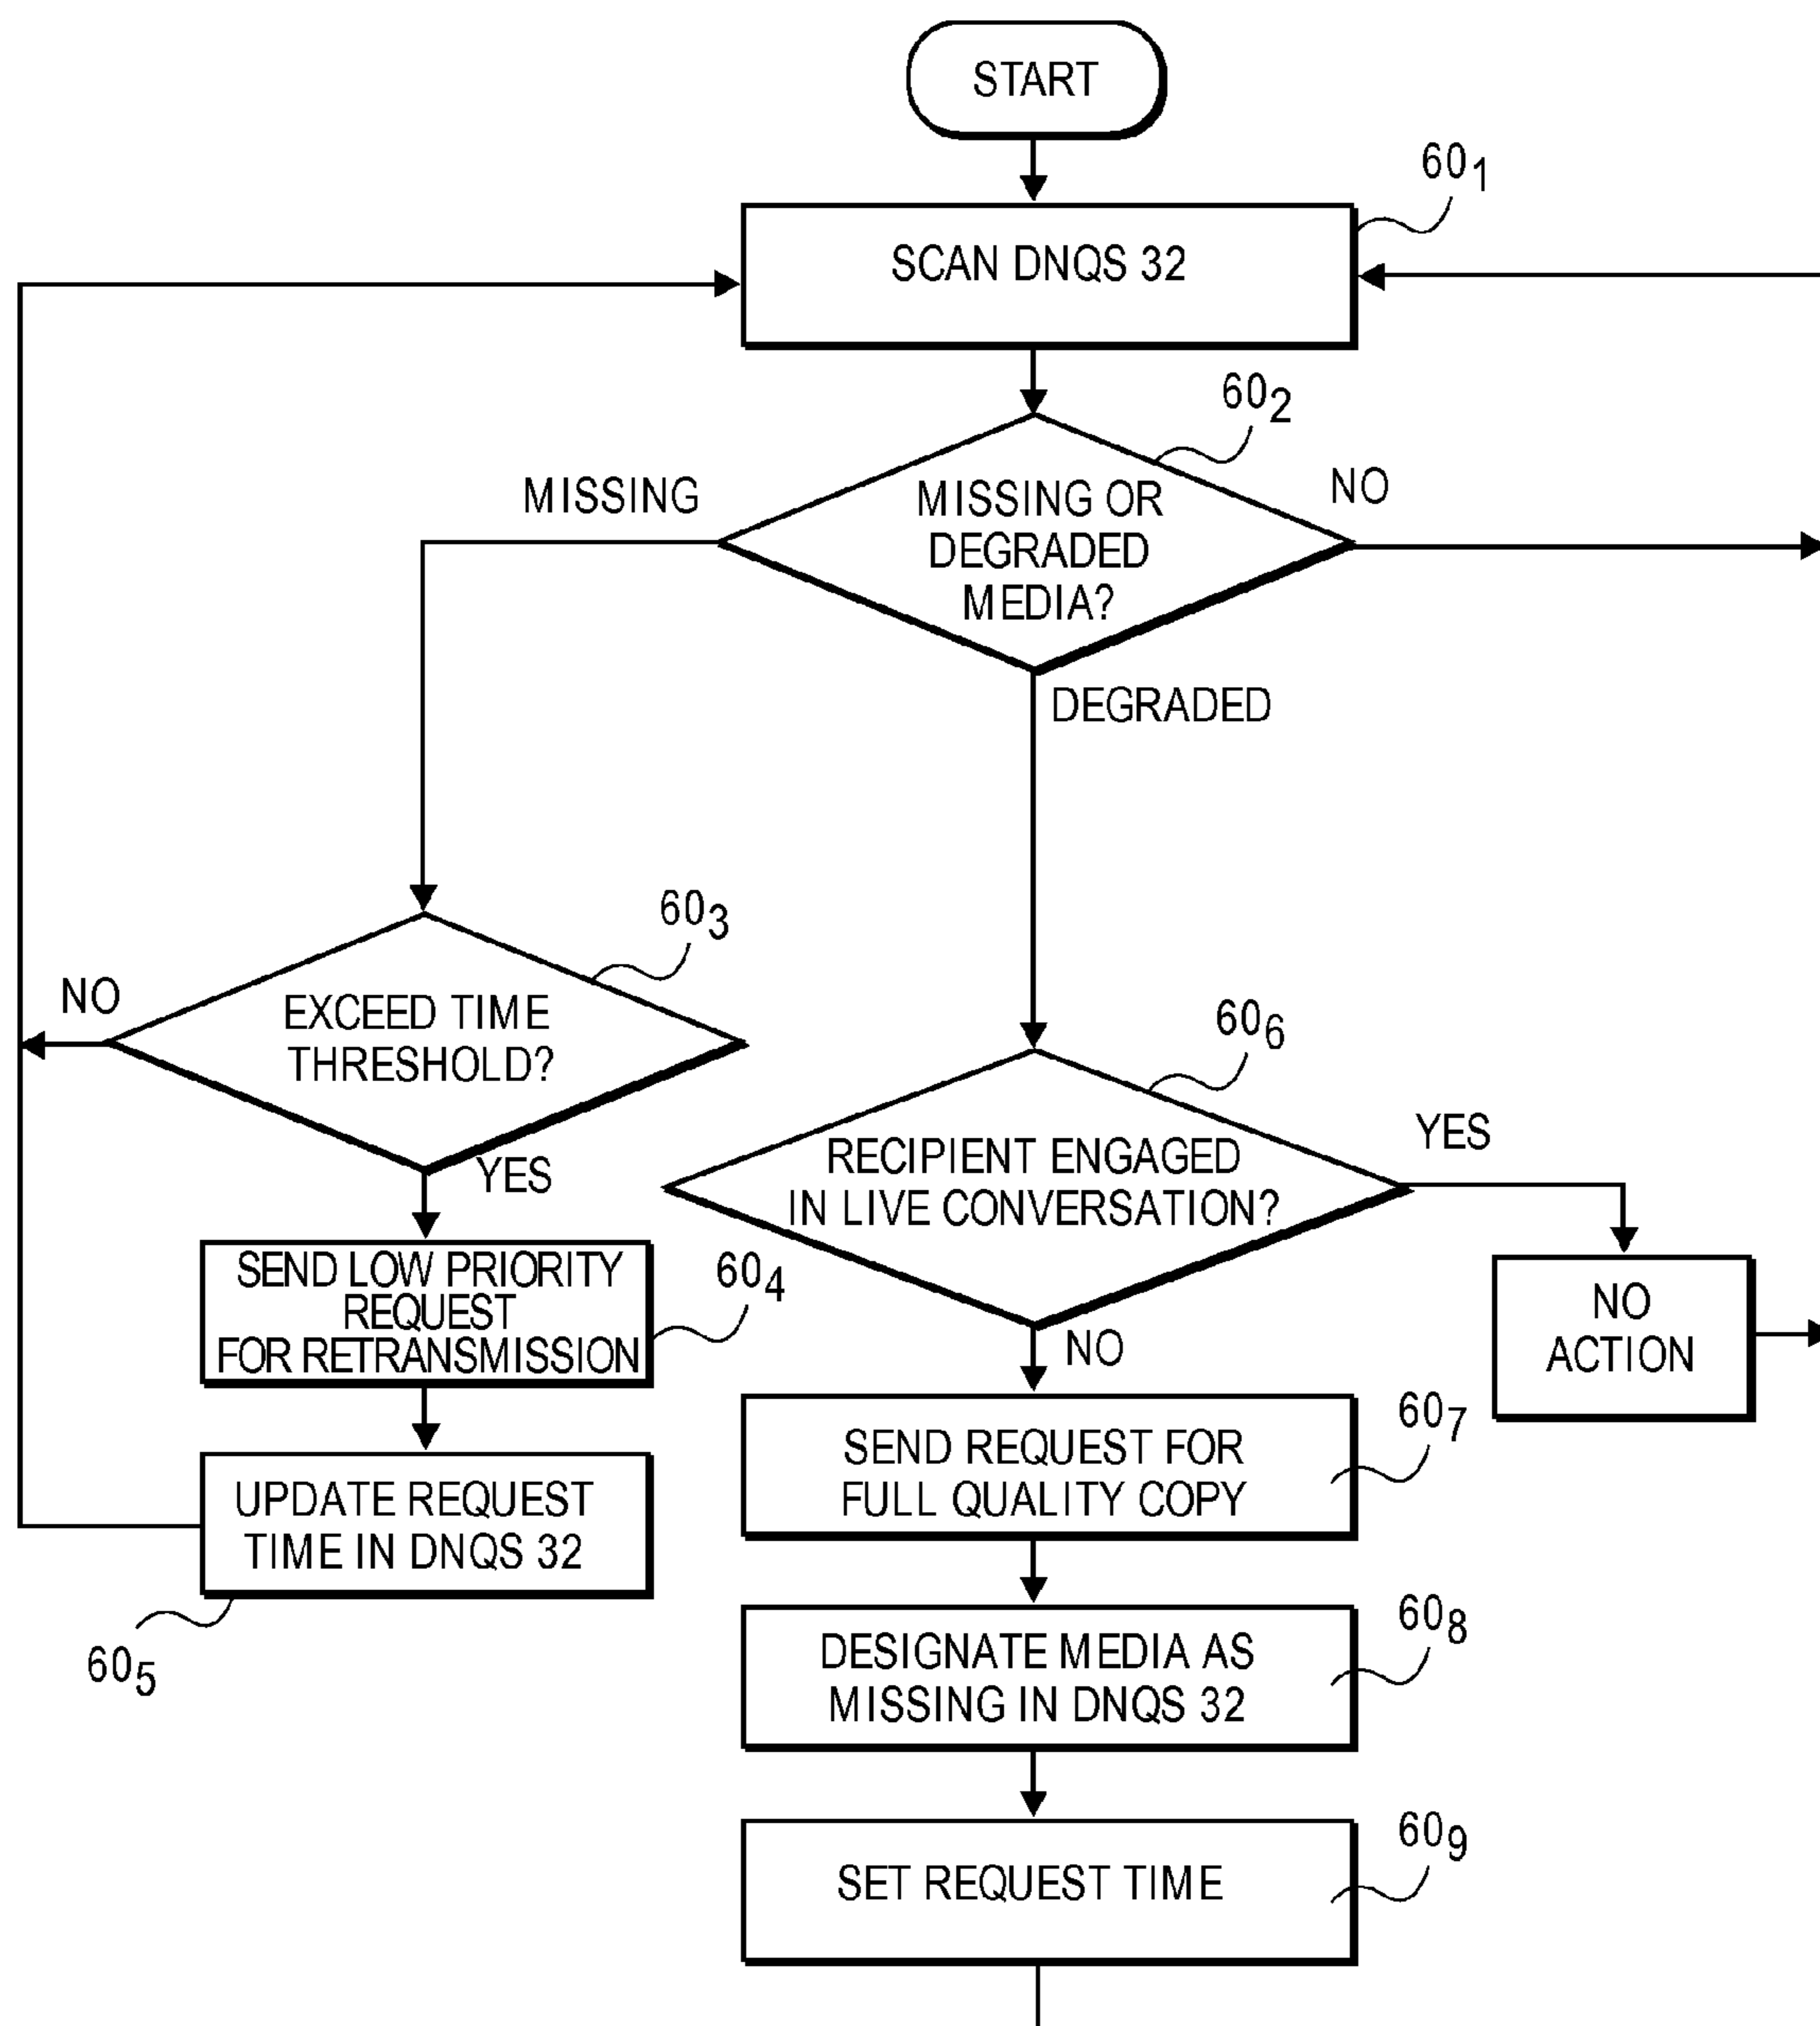 START
60₁
SCAN DNQS 32
60₂
MISSING
MISSING OR
DEGRADED
MEDIA?
NO
DEGRADED
60₃
NO
EXCEED TIME
THRESHOLD?
YES
60₆
RECIPIENT ENGAGED
IN LIVE CONVERSATION?
YES
SEND LOW PRIORITY
REQUEST
FOR RETRANSMISSION
60₄
NO
ACTION
NO
60₇
SEND REQUEST FOR
FULL QUALITY COPY
UPDATE REQUEST
TIME IN DNQS 32
60₅
60₈
DESIGNATE MEDIA AS
MISSING IN DNQS 32
60₉
SET REQUEST TIME